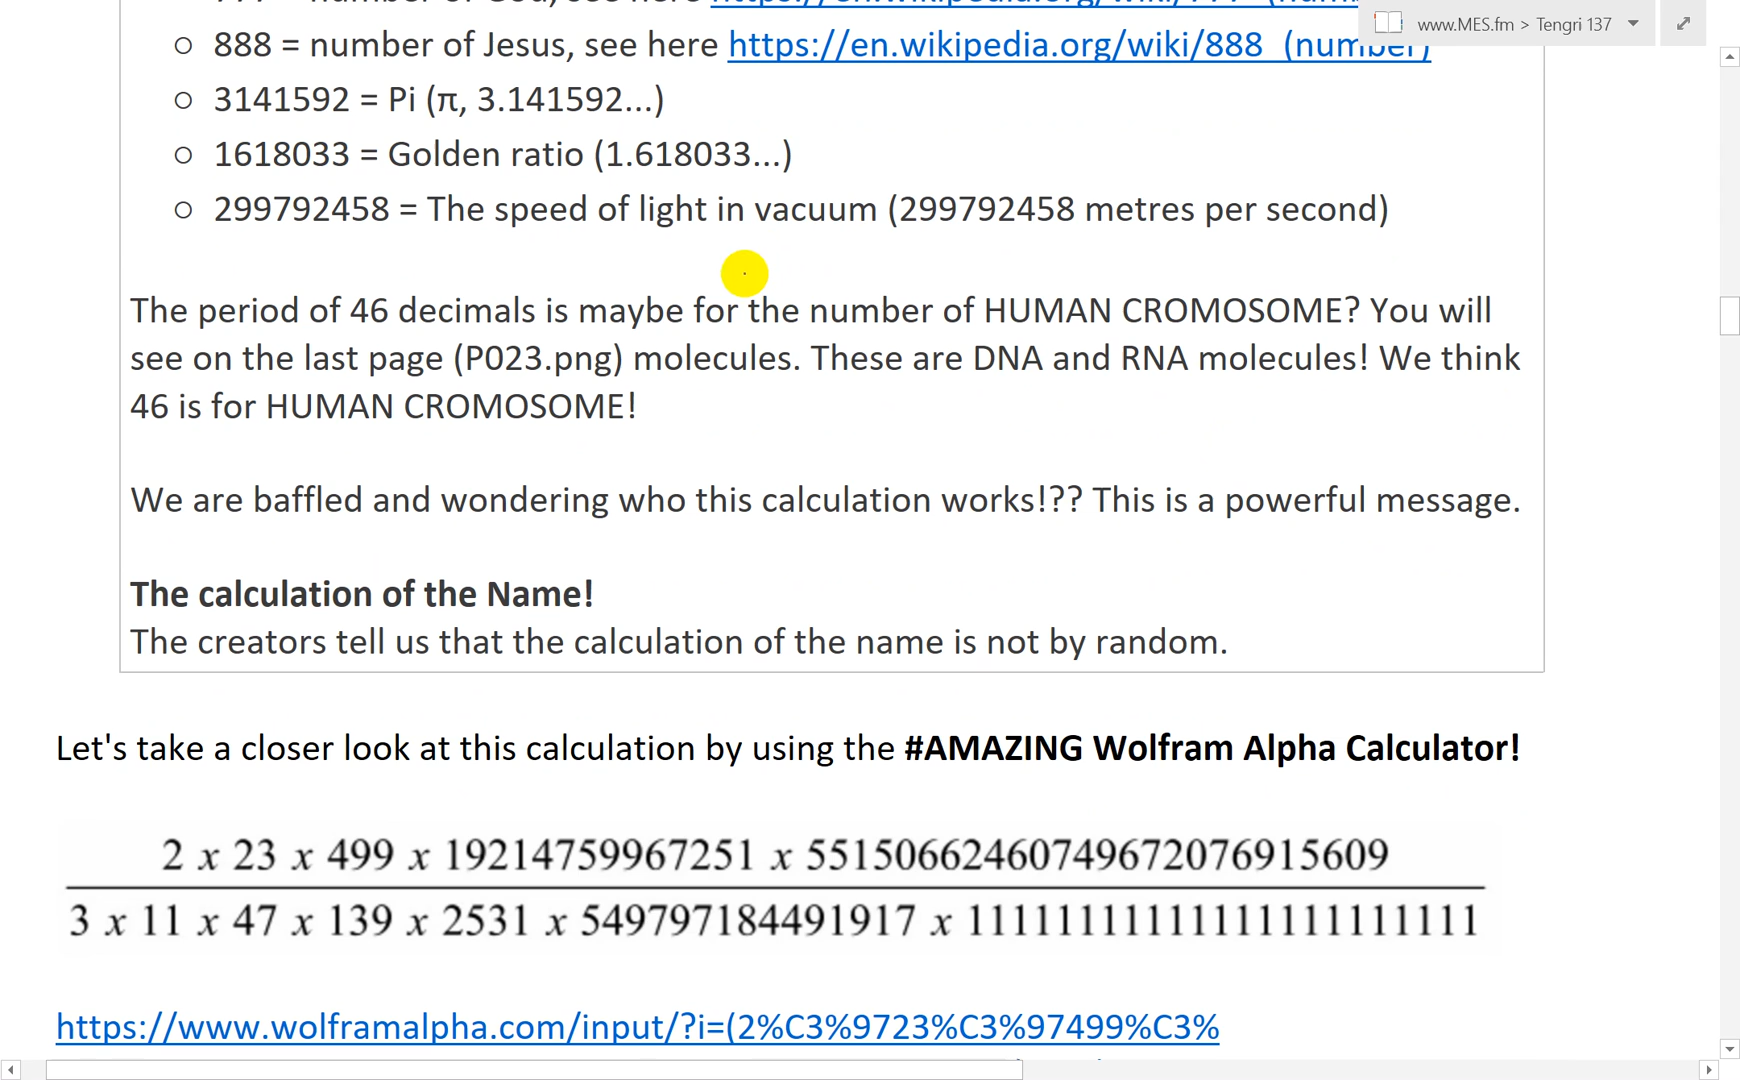 www.MES.fm > Tengri 137
888 = number of Jesus, see here https://en.wikipedia.org/wiki/888_(number)
3141592 = Pi (π, 3.141592...)
1618033 = Golden ratio (1.618033...)
299792458 = The speed of light in vacuum (299792458 metres per second)
The period of 46 decimals is maybe for the number of HUMAN CROMOSOME? You will
see on the last page (P023.png) molecules. These are DNA and RNA molecules! We think
46 is for HUMAN CROMOSOME!
We are baffled and wondering who this calculation works!?? This is a powerful message.
The calculation of the Name!
The creators tell us that the calculation of the name is not by random.
Let's take a closer look at this calculation by using the #AMAZING Wolfram Alpha Calculator!
2 x 23 x 499 x 19214759967251 x 551506624607496720769​15609
3 x 11 x 47 x 139 x 2531 x 549797184491917 x 11111111111111111111111
https://www.wolframalpha.com/input/?i=(2%C3%9723%C3%97499%C3%